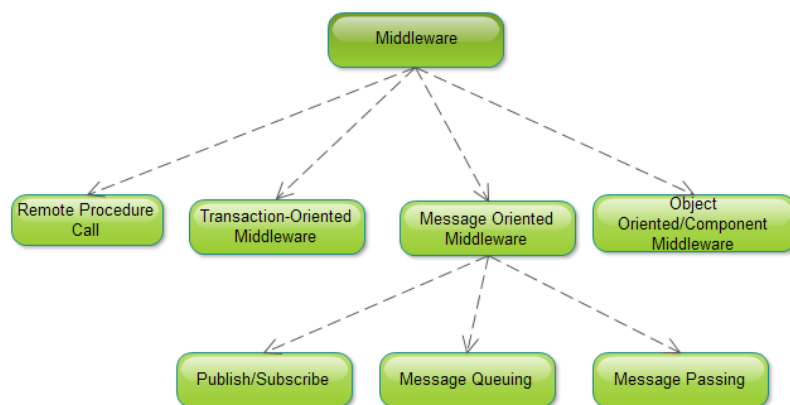 Middleware
Remote Procedure
Call
Transaction-Oriented
Middleware
Message Oriented
Middleware
Object
Oriented/Component
Middleware
Publish/Subscribe
Message Queuing
Message Passing